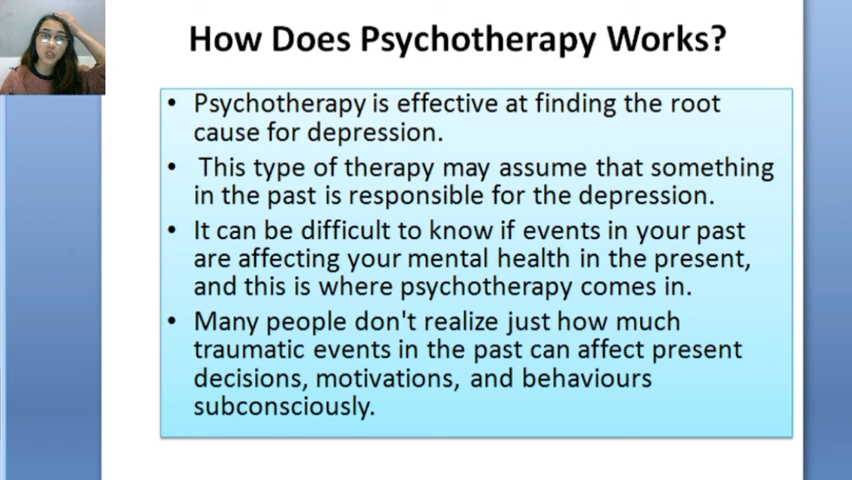 How Does Psychotherapy Works?
• Psychotherapy is effective at finding the root
cause for depression.
• This type of therapy may assume that something
in the past is responsible for the depression.
• It can be difficult to know if events in your past
are affecting your mental health in the present,
and this is where psychotherapy comes in.
• Many people don't realize just how much
traumatic events in the past can affect present
decisions, motivations, and behaviours
subconsciously.